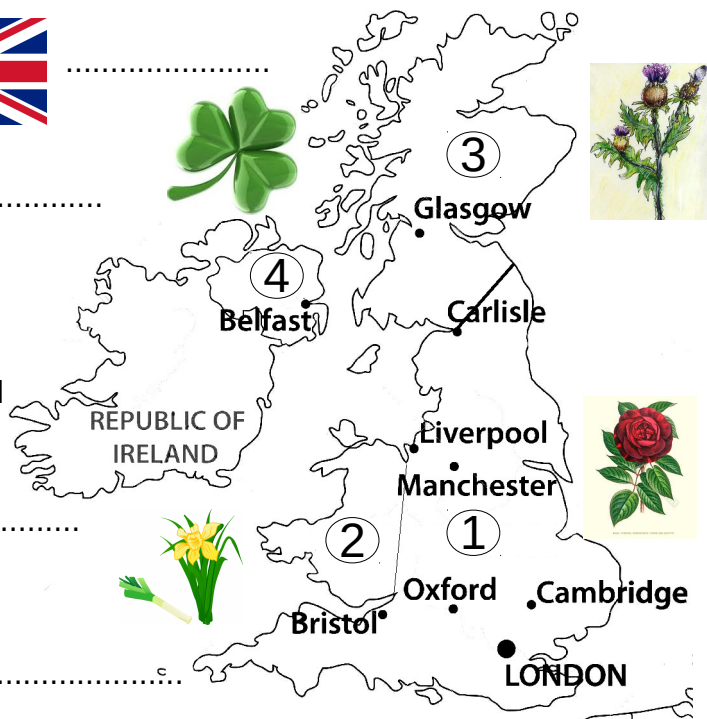 3
Glasgow
4
Belfast
Carlisle
REPUBLIC OF
IRELAND
Liverpool
Manchester
2
1
Oxford
Cambridge
Bristol
LONDON